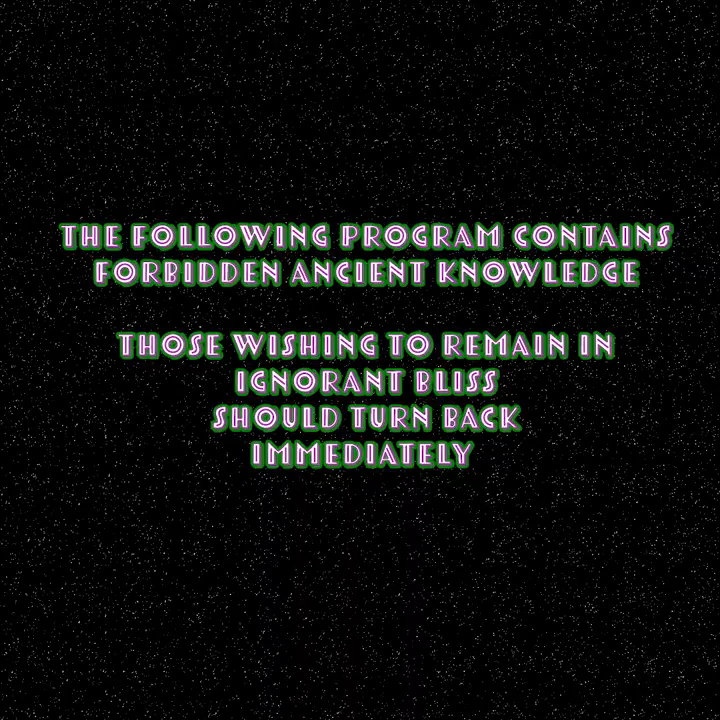 THE FOLLOWING PROGRAM CONTAINS
FORBIDDEN ANCIENT KNOWLEDGE
THOSE WISHING TO REMAIN IN
IGNORANT BLISS
SHOULD TURN BACK
IMMEDIATELY